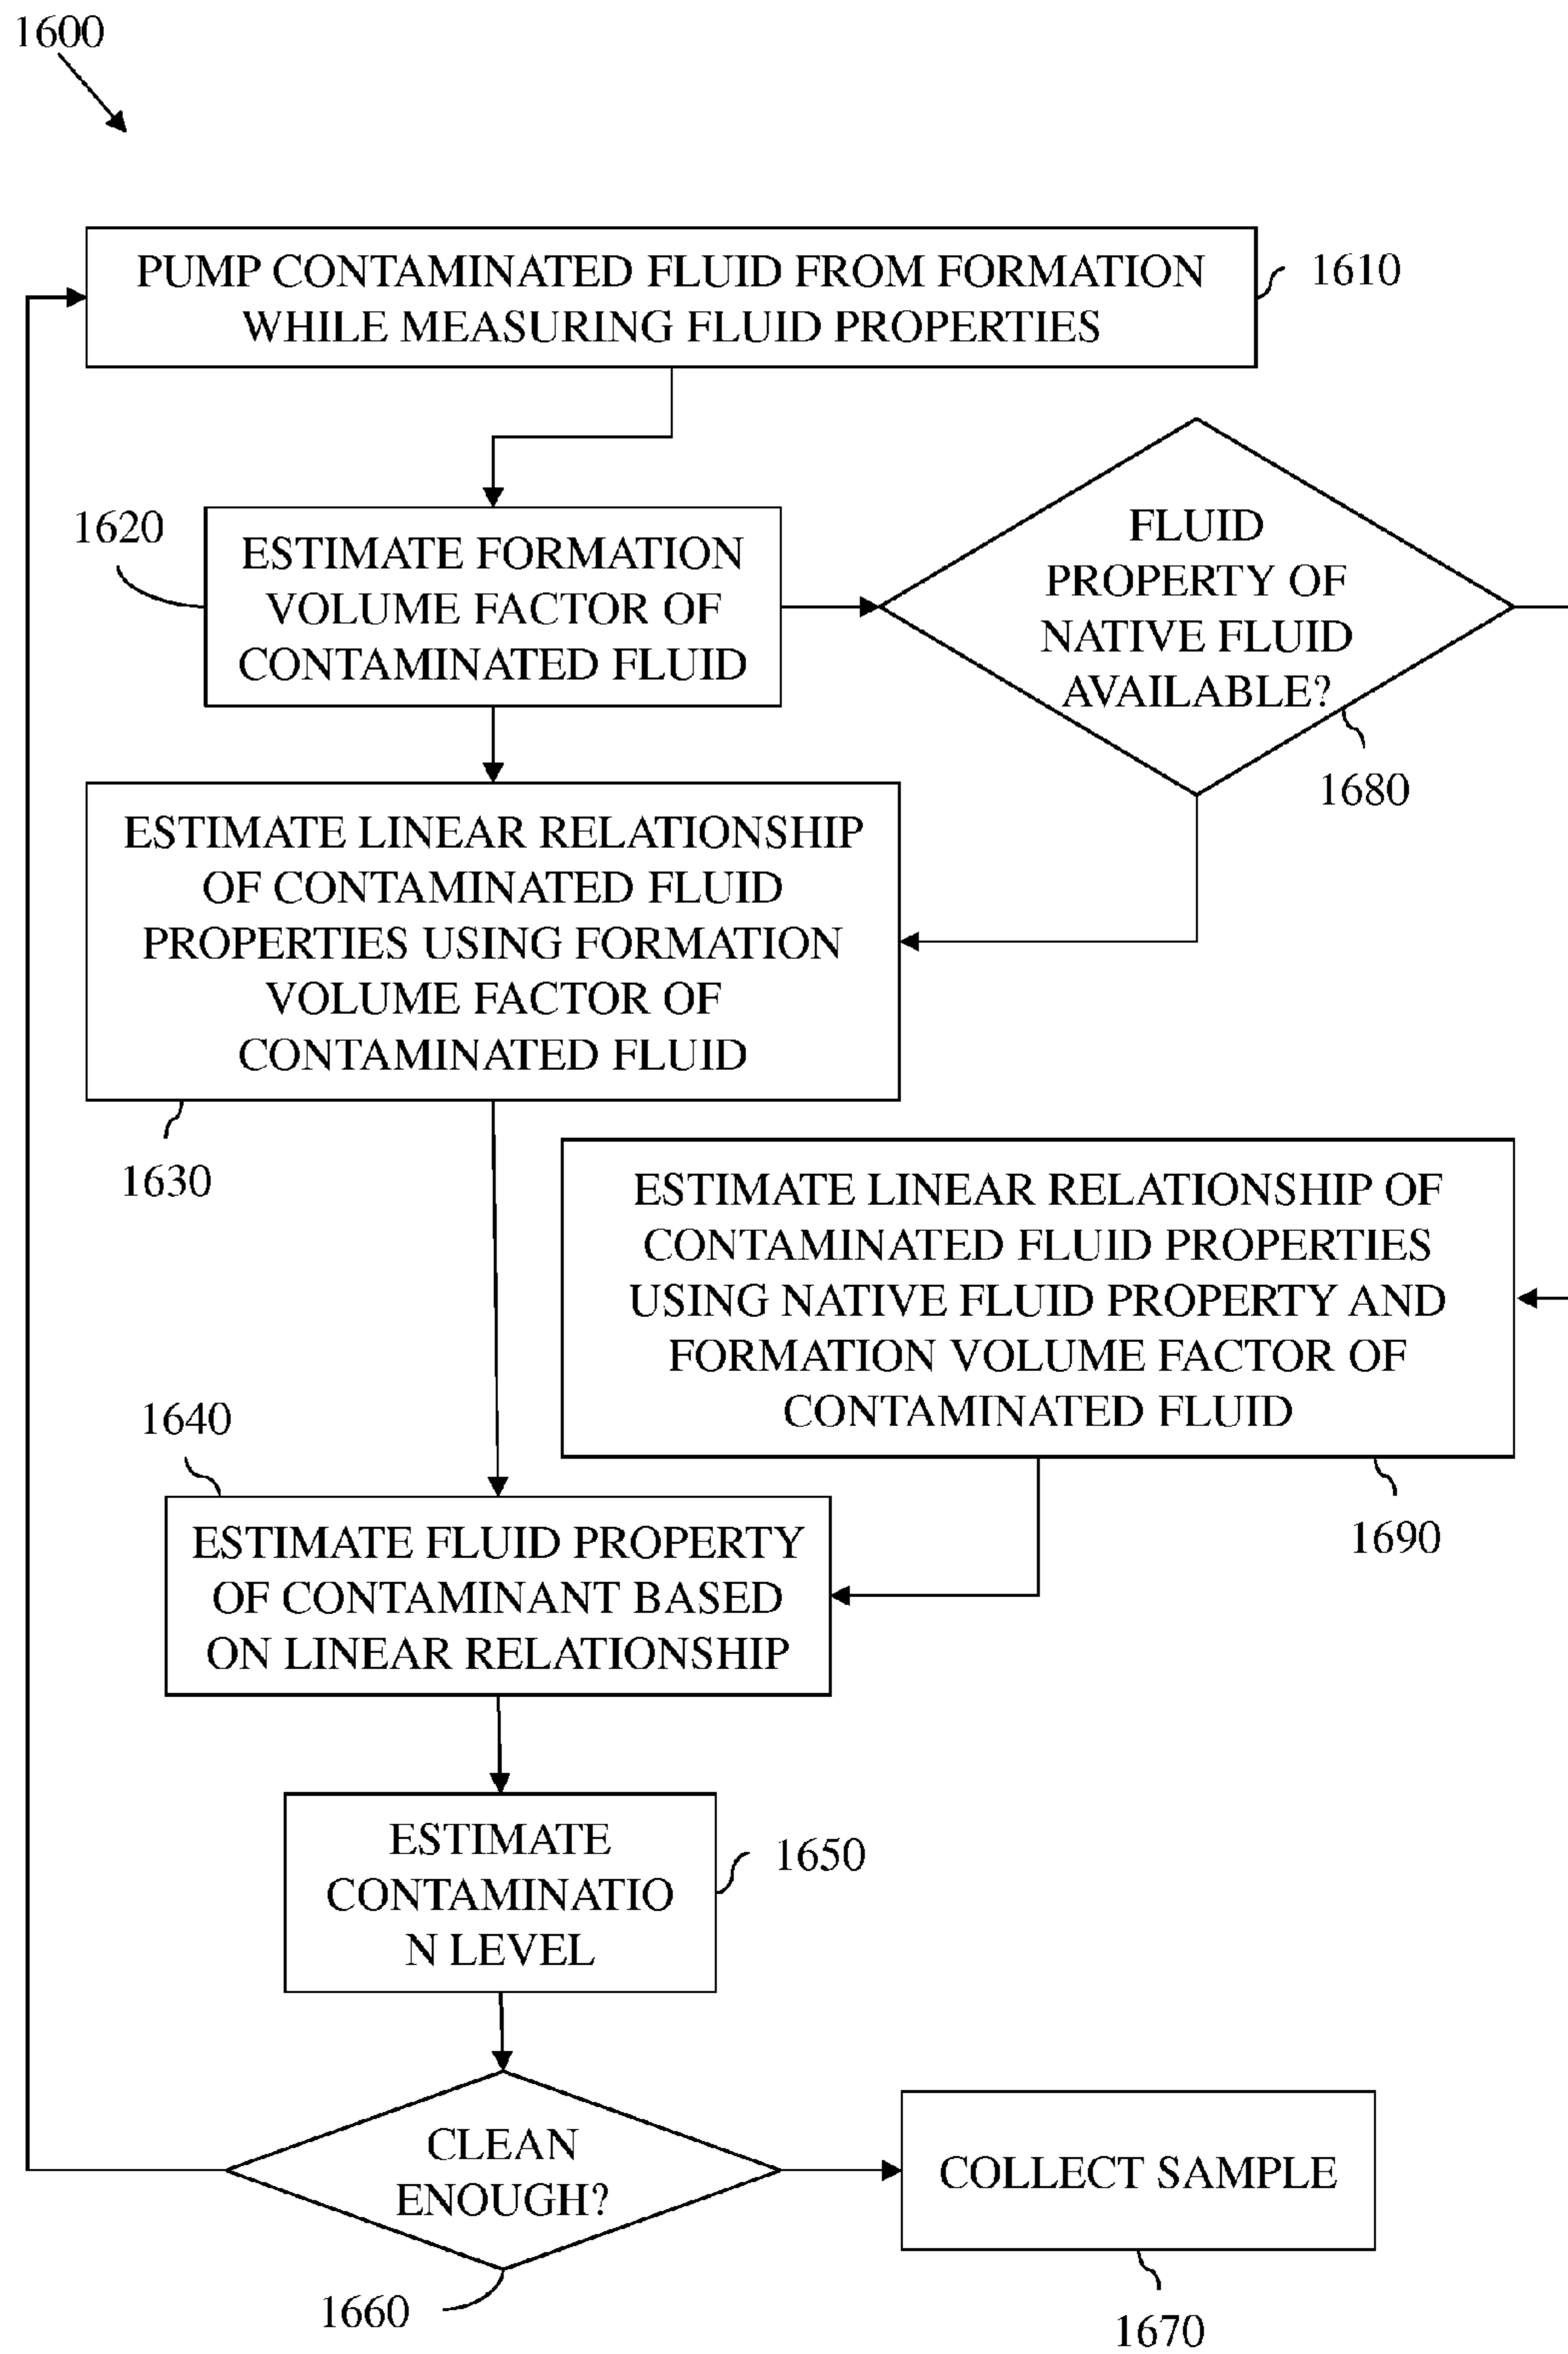 1600
PUMP CONTAMINATED FLUID FROM FORMATION
WHILE MEASURING FLUID PROPERTIES
1610
1620
ESTIMATE FORMATION
VOLUME FACTOR OF
CONTAMINATED FLUID
FLUID
PROPERTY OF
NATIVE FLUID
AVAILABLE?
1680
ESTIMATE LINEAR RELATIONSHIP
OF CONTAMINATED FLUID
PROPERTIES USING FORMATION
VOLUME FACTOR OF
CONTAMINATED FLUID
1630
ESTIMATE LINEAR RELATIONSHIP OF
CONTAMINATED FLUID PROPERTIES
USING NATIVE FLUID PROPERTY AND
FORMATION VOLUME FACTOR OF
CONTAMINATED FLUID
1690
1640
ESTIMATE FLUID PROPERTY
OF CONTAMINANT BASED
ON LINEAR RELATIONSHIP
ESTIMATE
CONTAMINATIO
N LEVEL
1650
CLEAN
ENOUGH?
1660
COLLECT SAMPLE
1670